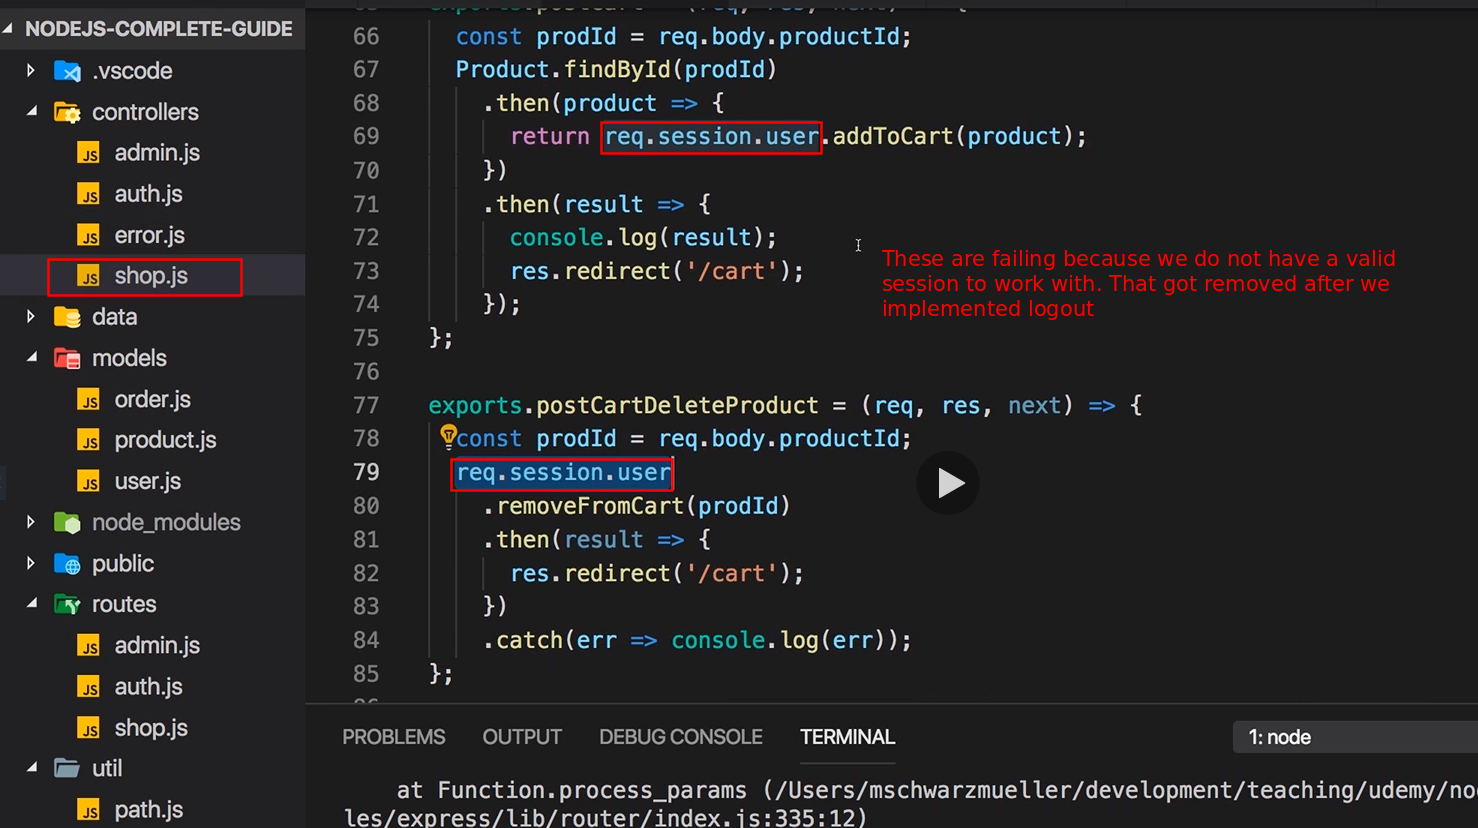 NODEJS-COMPLETE-GUIDE
.vscode
controllers
admin.js
auth.js
error.js
shop.js
data
models
order.js
product.js
user.js
node_modules
public
routes
admin.js
auth.js
shop.js
util
path.js
66 const prodId = req.body.productId;
67 Product.findById(prodId)
68 .then(product => {
69 return req.session.user.addToCart(product);
70 })
71 .then(result => {
72 console.log(result);
73 res.redirect('/cart');
74 });
75 };
76
77 exports.postCartDeleteProduct = (req, res, next) => {
78 const prodId = req.body.productId;
79 req.session.user
80 .removeFromCart(prodId)
81 .then(result => {
82 res.redirect('/cart');
83 })
84 .catch(err => console.log(err));
85 };
These are failing because we do not have a valid
session to work with. That got removed after we
implemented logout
PROBLEMS OUTPUT DEBUG CONSOLE TERMINAL 1: node
at Function.process_params (/Users/mschwarzmueller/development/teaching/udemy/no
les/express/lib/router/index.js:335:12)